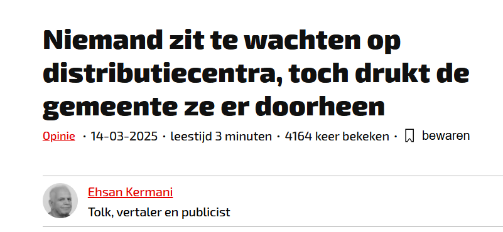 Niemand zit te wachten op
distributiecentra, toch drukt de
gemeente ze er doorheen
Opinie • 14-03-2025 • leestijd 3 minuten • 4164 keer bekeken • bewaren
Ehsan Kermani
Tolk, vertaler en publicist